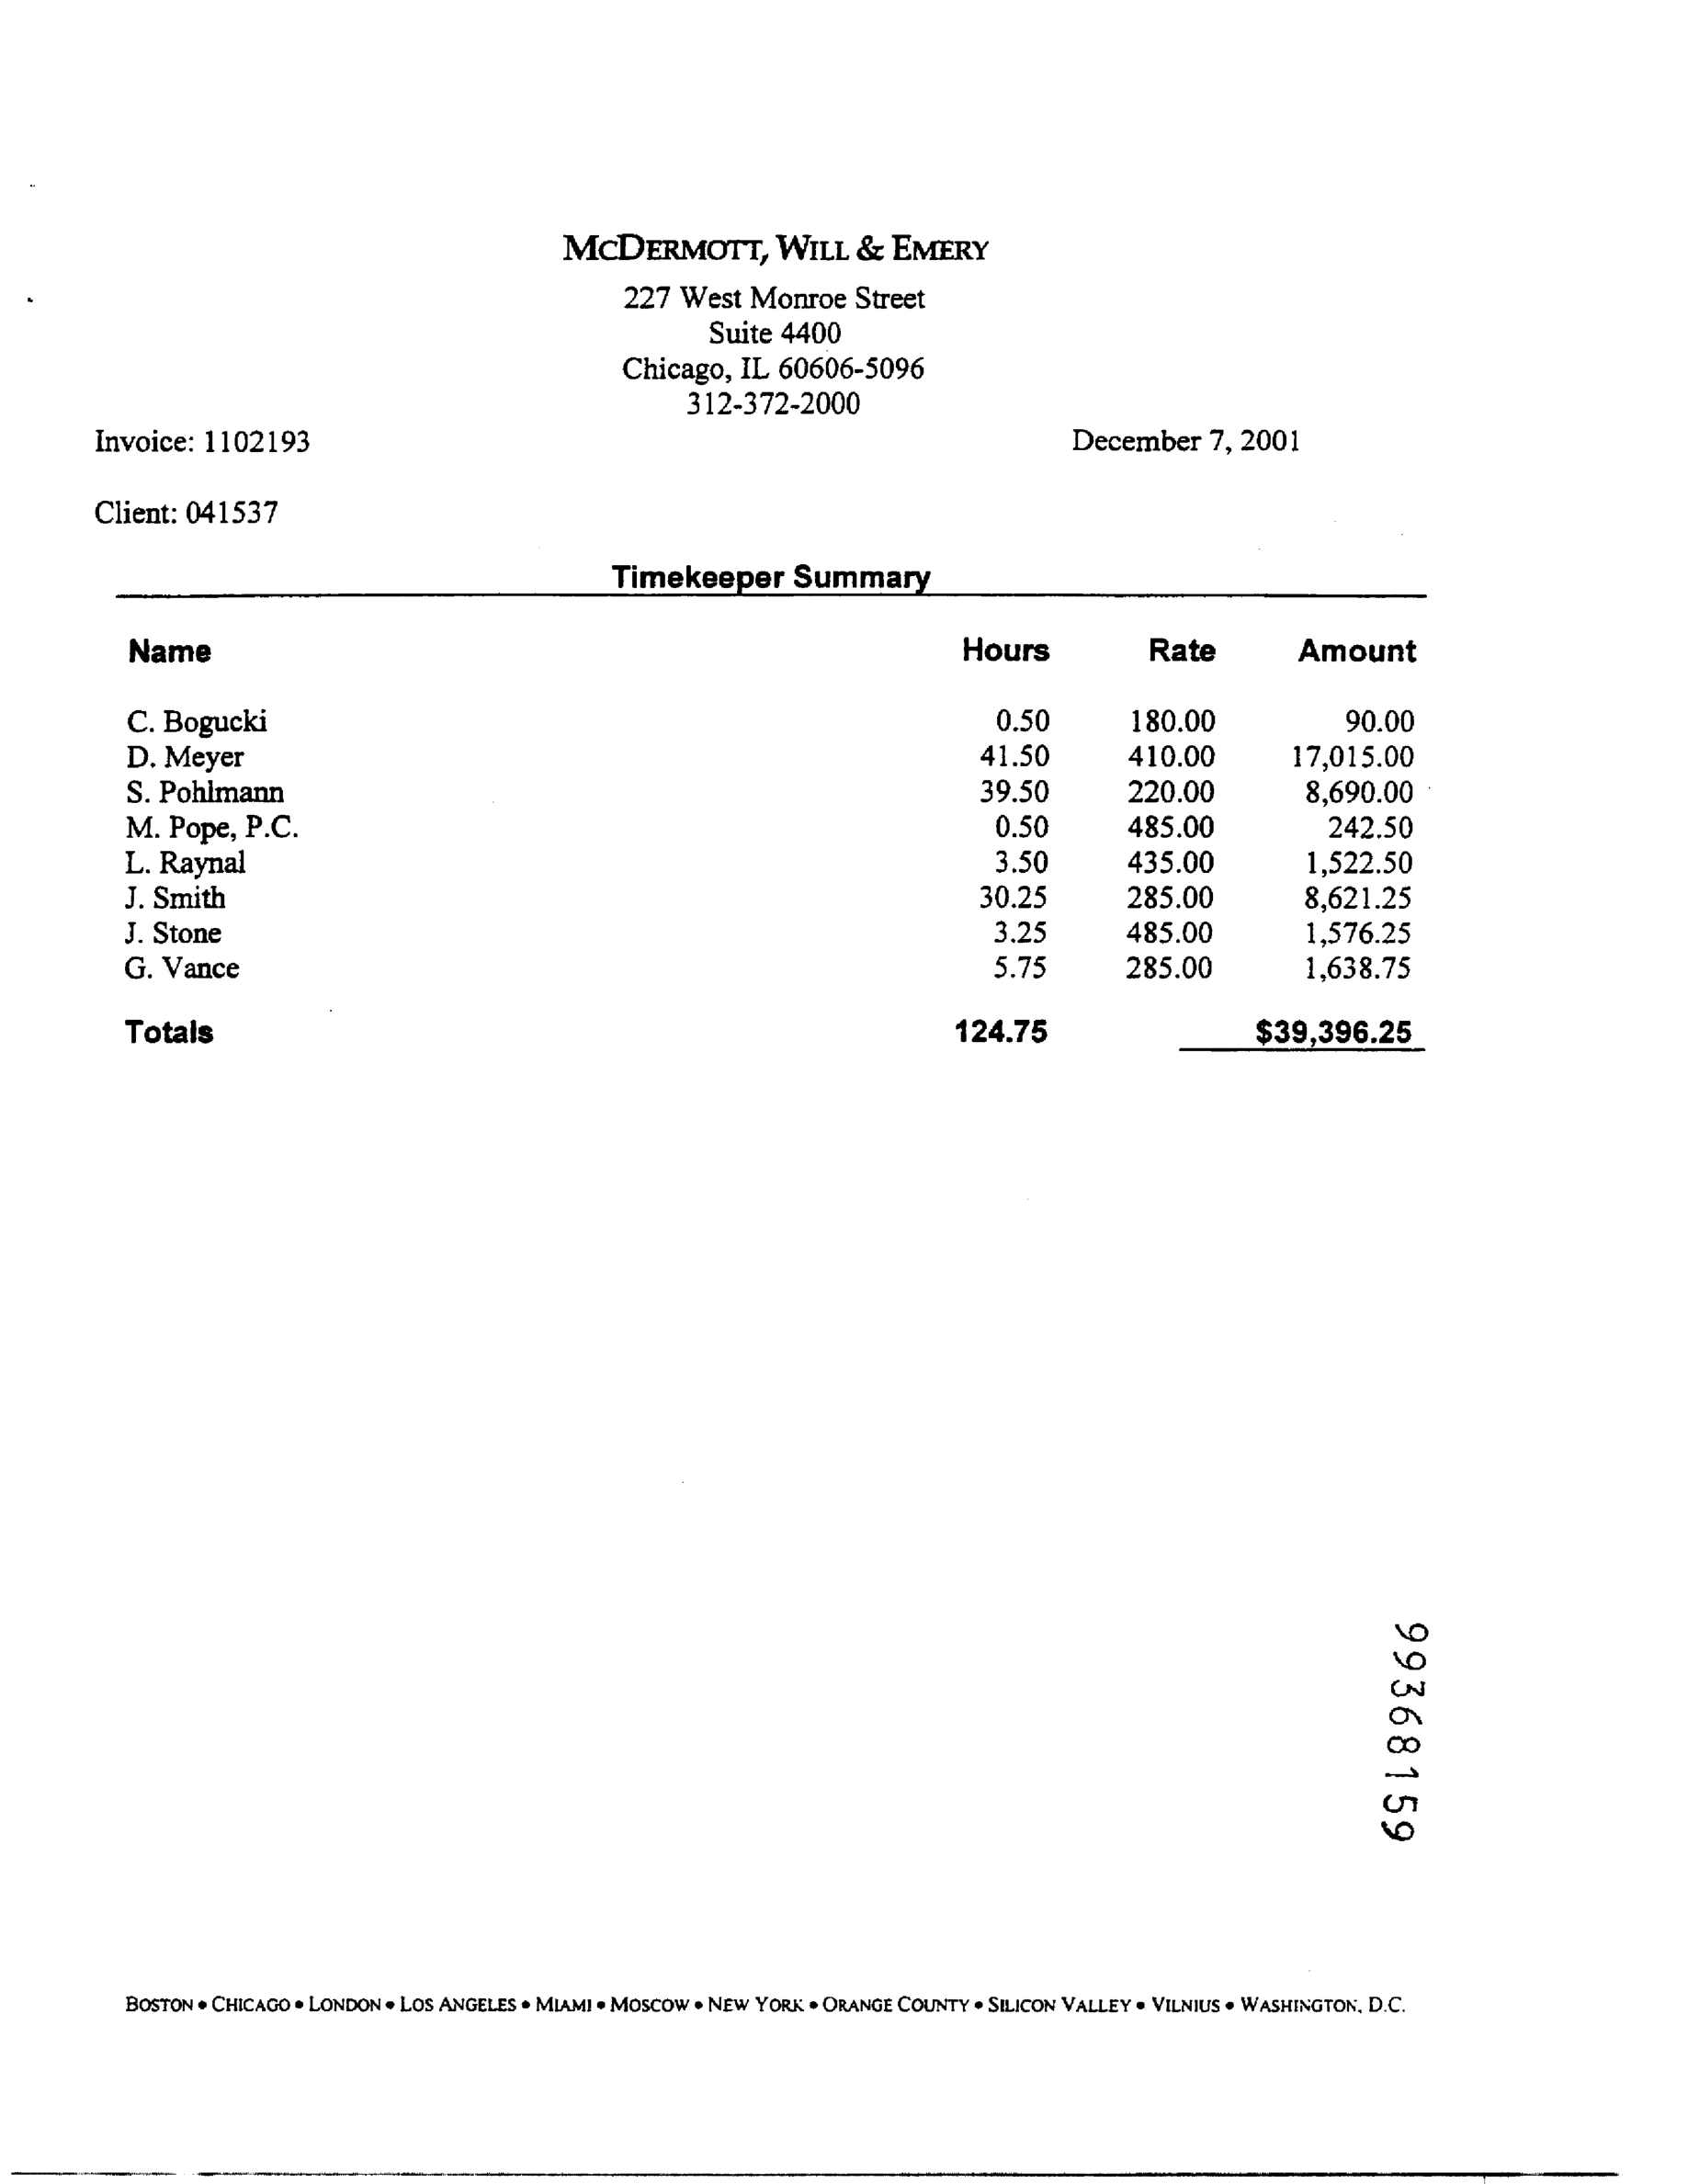 McDermott, Will & Emery
227 West Monroe Street
Suite 4400
Chicago, IL 60606-5096
312-372-2000
Invoice: 1102193 December 7, 2001
Client: 041537
Timekeeper Summary
Name Hours Rate Amount
C. Bogucki 0.50 180.00 90.00
D. Meyer 41.50 410.00 17,015.00
S. Pohlmann 39.50 220.00 8,690.00
M. Pope, P.C. 0.50 485.00 242.50
L. Raynal 3.50 435.00 1,522.50
J. Smith 30.25 285.00 8,621.25
J. Stone 3.25 485.00 1,576.25
G. Vance 5.75 285.00 1,638.75
Totals 124.75 $39,396.25
99368159
Boston • Chicago • London • Los Angeles • Miami • Moscow • New York • Orange County • Silicon Valley • Vilnius • Washington, D.C.